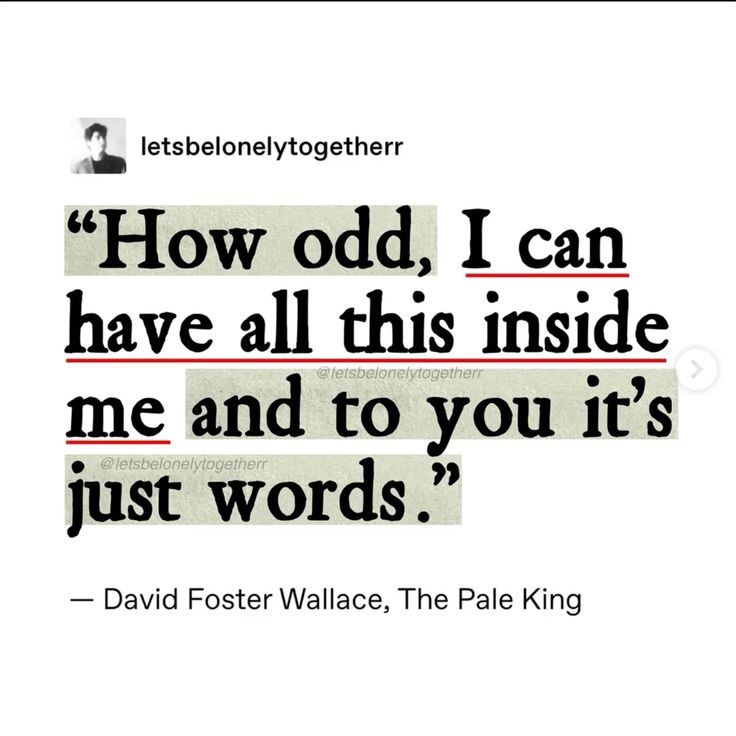 letsbelonelytogetherr
“How odd, I can
have all this inside
@letsbelonelytogetherr
me and to you it’s
@letsbelonelytogetherr
just words.”
— David Foster Wallace, The Pale King